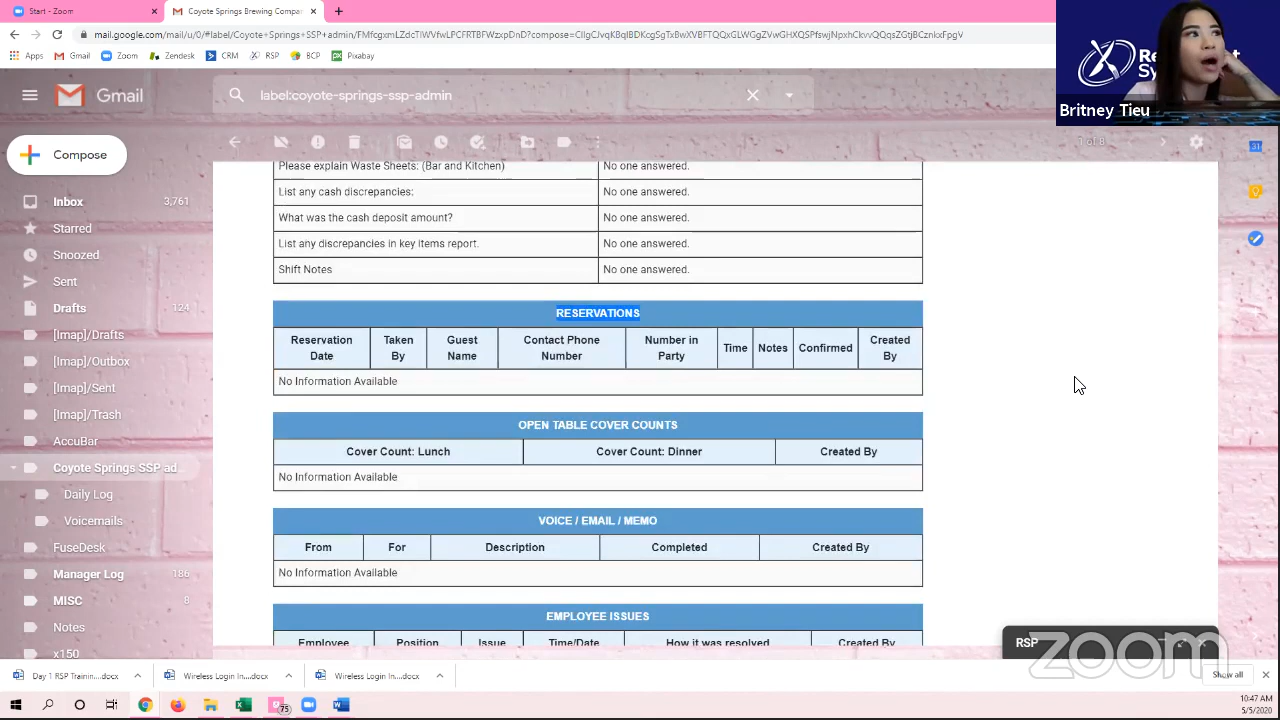 Start - Zoom
Coyote Springs Brewing Compa
mail.google.com/mail/u/0/#label/Coyote+Springs+SSP+admin/
Apps
Gmail
Zoom
Zendesk
CRM
RSP
BCP
Pixabay
Britney Tieu
Gmail
label:coyote-springs-ssp-admin
1 of 8
Compose
Inbox 3,761
Starred
Snoozed
Sent
Drafts 124
[Imap]/Drafts
[Imap]/Outbox
[Imap]/Sent
[Imap]/Trash
AccuBar
Coyote Springs SSP ad...
Daily Log
Voicemails
FuseDesk
Manager Log 186
MISC 8
Notes
x150
Please explain Waste Sheets: (Bar and Kitchen) No one answered.
List any cash discrepancies: No one answered.
What was the cash deposit amount? No one answered.
List any discrepancies in key items report. No one answered.
Shift Notes No one answered.
RESERVATIONS
Reservation Date Taken By Guest Name Contact Phone Number Number in Party Time Notes Confirmed Created By
No Information Available
OPEN TABLE COVER COUNTS
Cover Count: Lunch Cover Count: Dinner Created By
No Information Available
VOICE / EMAIL / MEMO
From For Description Completed Created By
No Information Available
EMPLOYEE ISSUES
Employee Position Issue Time/Date How it was resolved Created By
31
RSP
zoom
Day 1 RSP Trainin....docx
Wireless Login In....docx
Wireless Login In....docx
Show all
75
10:47 AM
5/5/2020